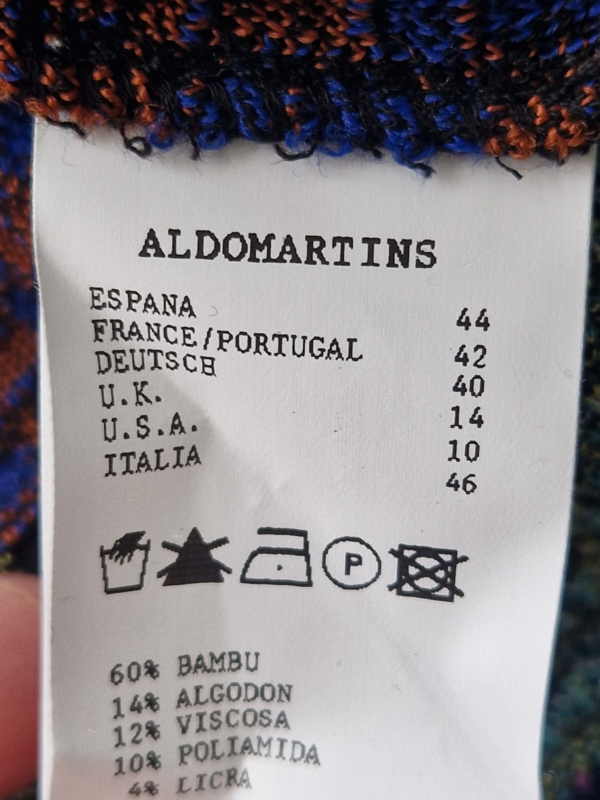 ALDOMARTINS
ESPANA 44
FRANCE/PORTUGAL 42
DEUTSCH 40
U.K. 14
U.S.A. 10
ITALIA 46
P
60% BAMBU
14% ALGODON
12% VISCOSA
10% POLIAMIDA
4% LICRA